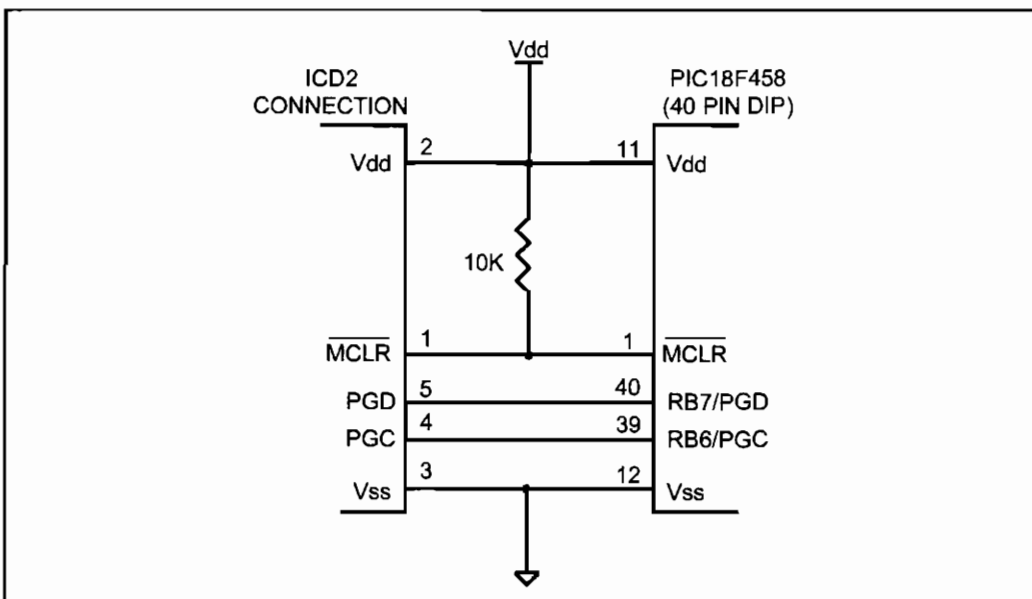 Vdd
ICD2
CONNECTION
PIC18F458
(40 PIN DIP)
Vdd 2 11 Vdd
10K
MCLR 1 1 MCLR
PGD 5 40 RB7/PGD
PGC 4 39 RB6/PGC
Vss 3 12 Vss